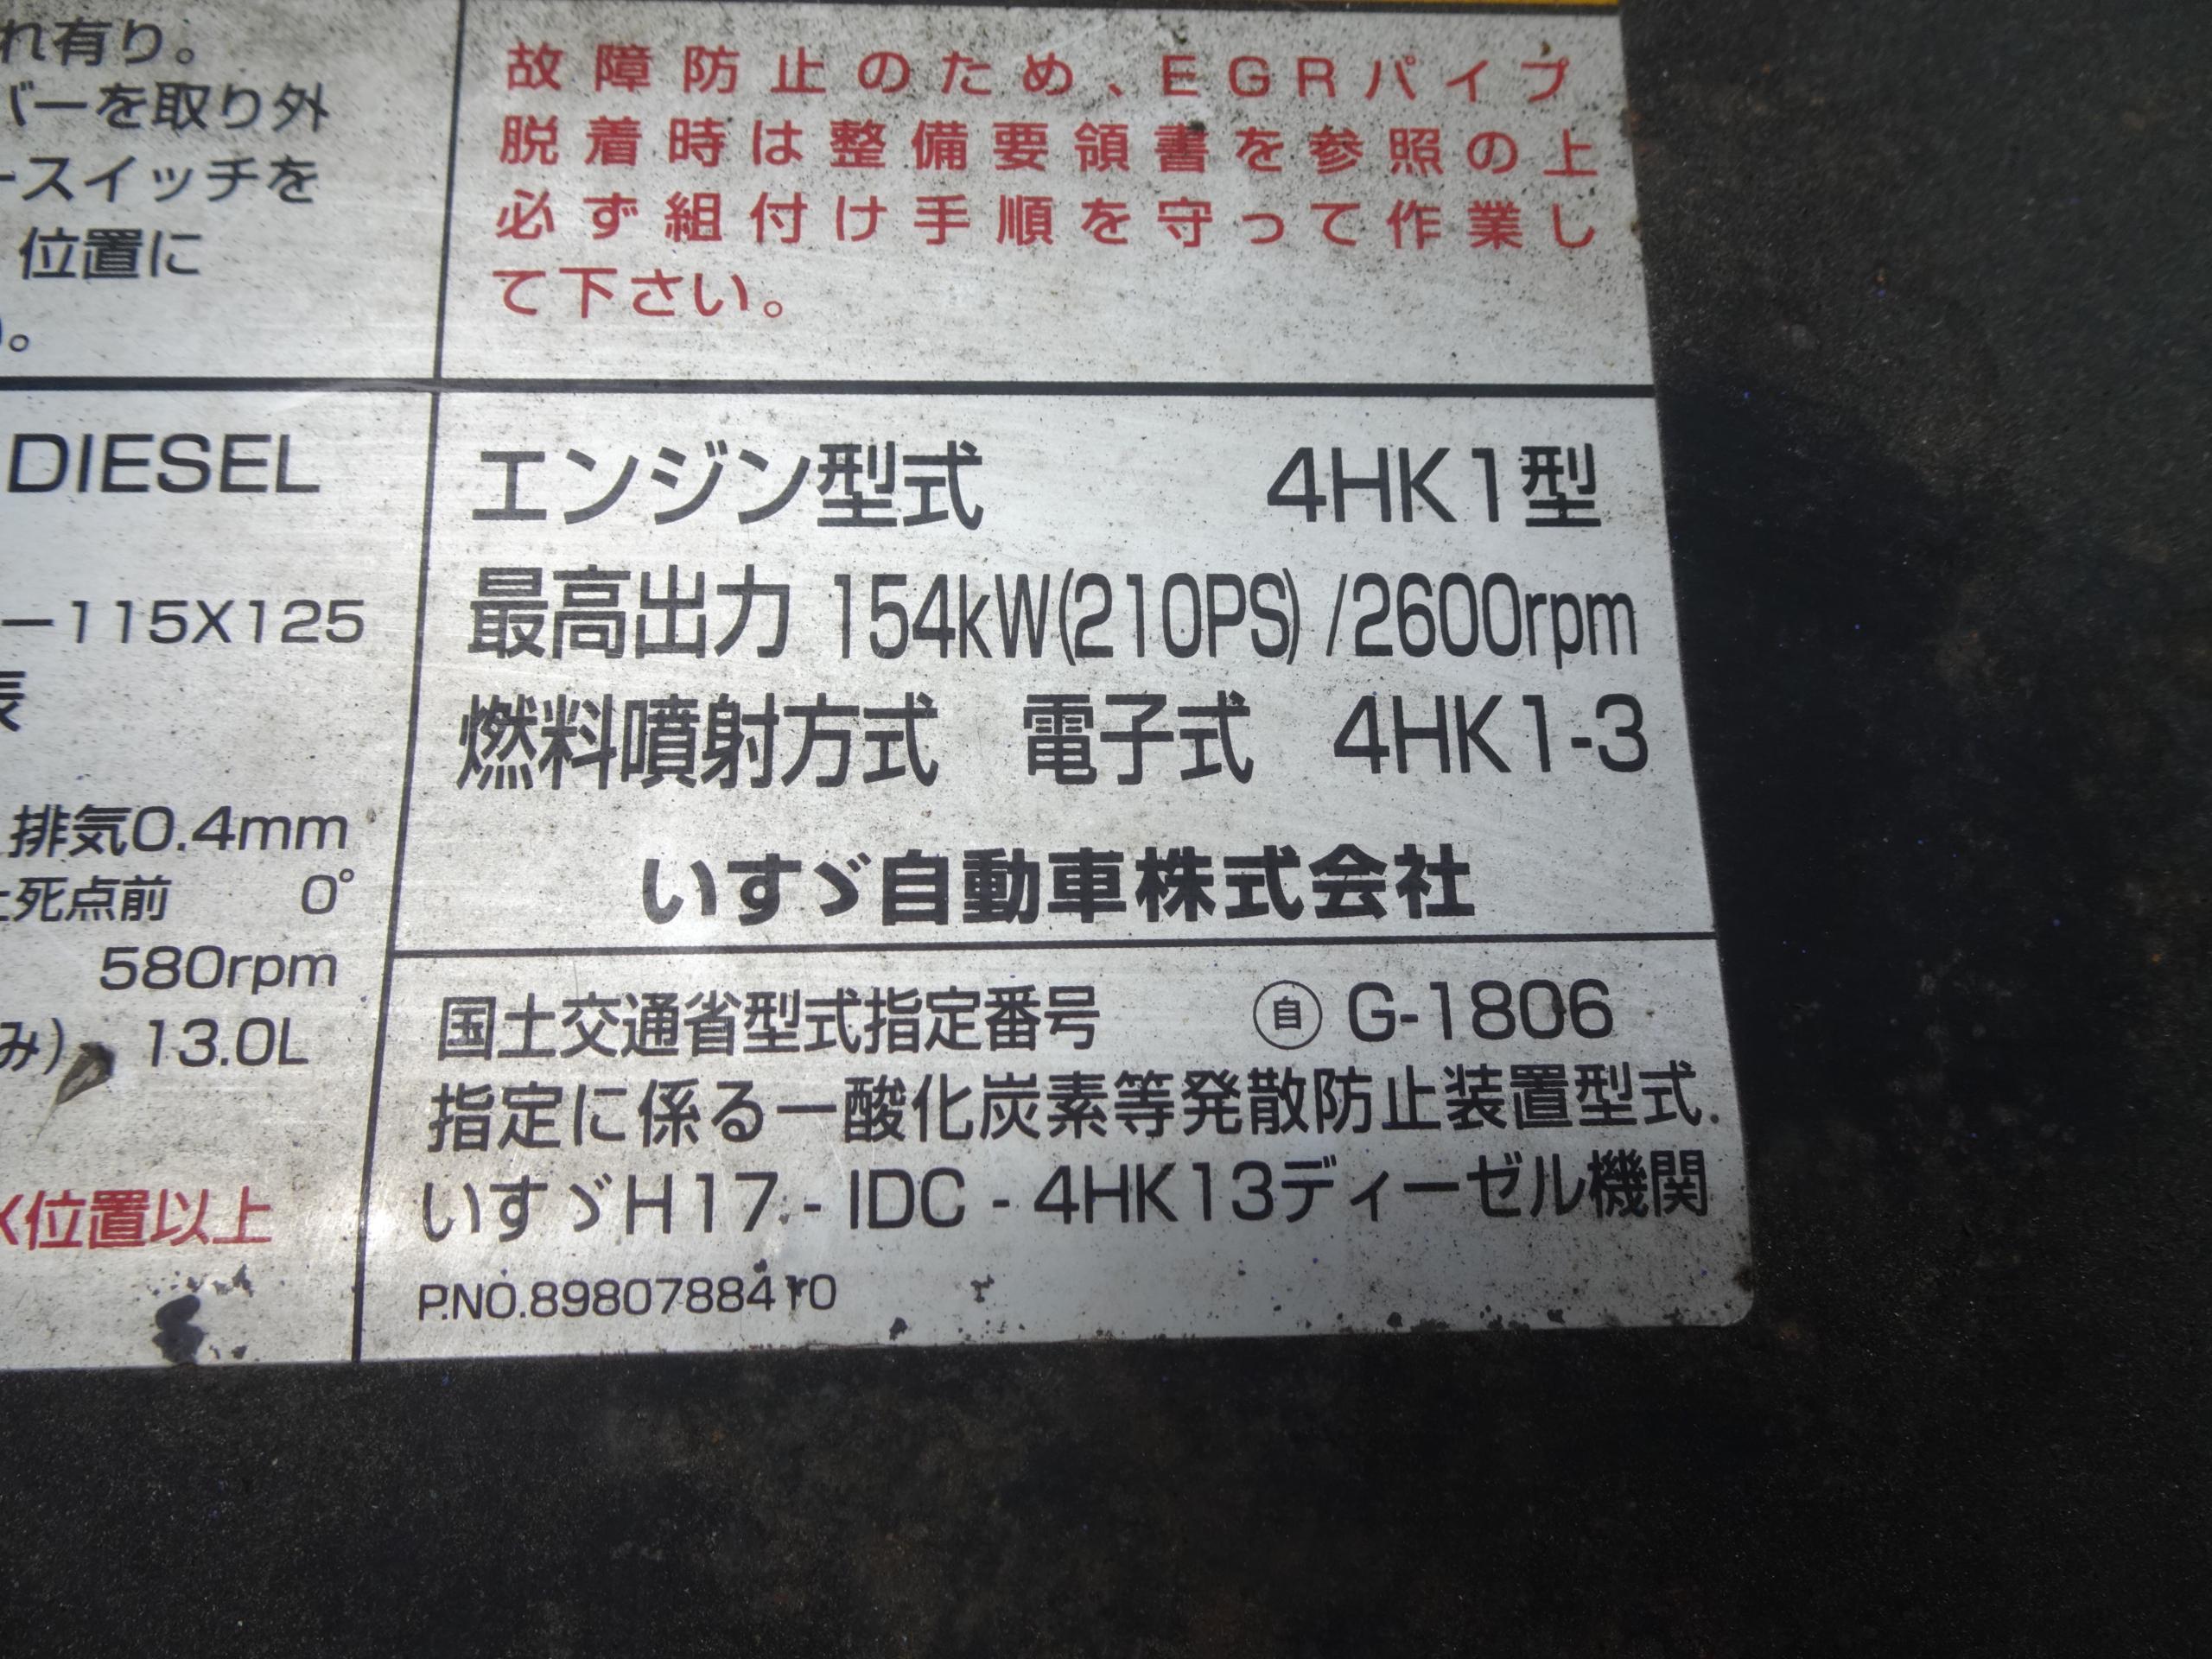 れ有り。
バーを取り外
ースイッチを
位置に
。
故障防止のため、EGRパイプ
脱着時は整備要領書を参照の上
必ず組付け手順を守って作業し
て下さい。
DIESEL
ー115X125
表
排気0.4mm
上死点前 0°
580rpm
み) 13.0L
位置以上
エンジン型式 4HK1型
最高出力 154kW(210PS)/2600rpm
燃料噴射方式 電子式 4HK1-3
いすゞ自動車株式会社
国土交通省型式指定番号 ㊐ G-1806
指定に係る一酸化炭素等発散防止装置型式
いすゞH17-IDC-4HK13ディーゼル機関
P.NO.8980788410